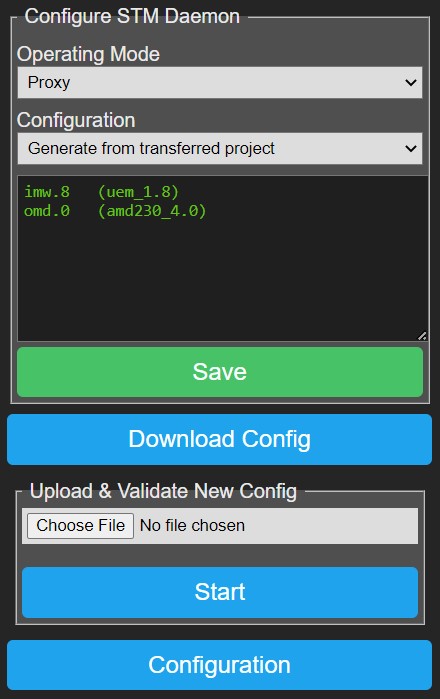 Configure STM Daemon
Operating Mode
Proxy
Configuration
Generate from transferred project
imw.8   (uem_1.8)
omd.0   (amd230_4.0)
Save
Download Config
Upload & Validate New Config
Choose File No file chosen
Start
Configuration